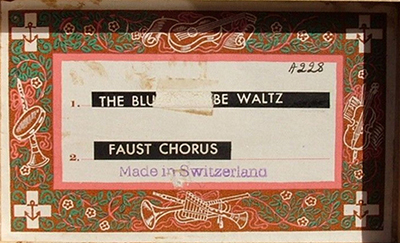 A228
1. THE BLU BE WALTZ
2. FAUST CHORUS
Made in Switzerland